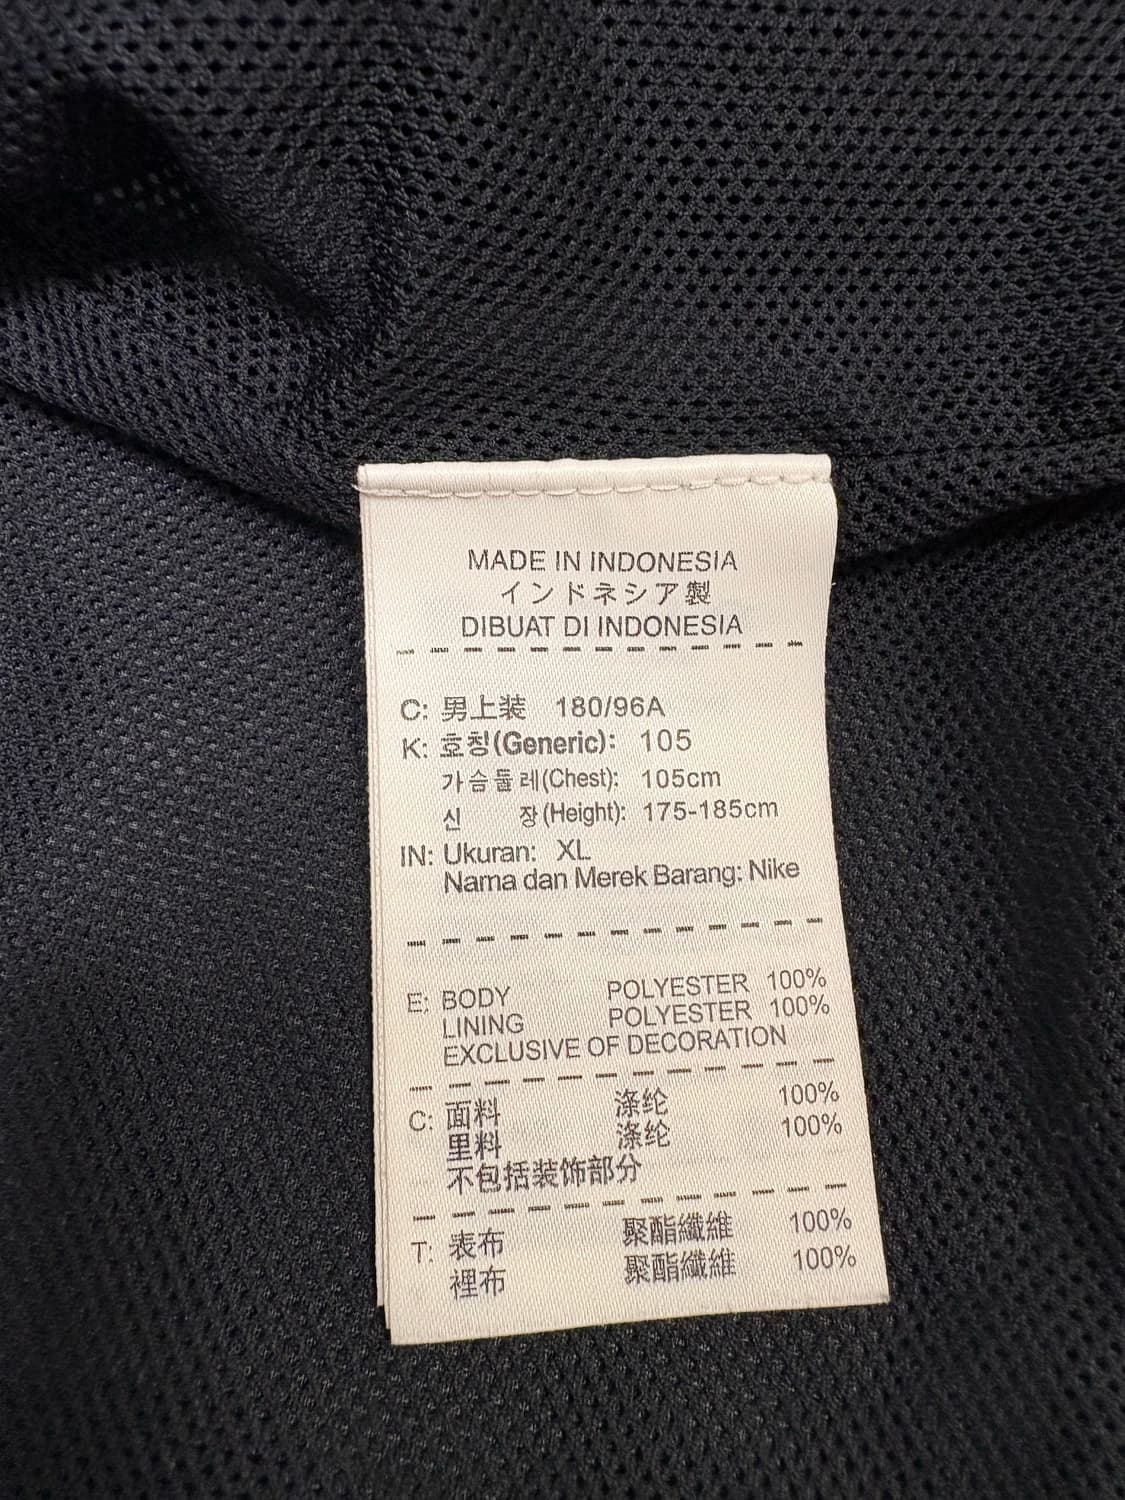 MADE IN INDONESIA
インドネシア製
DIBUAT DI INDONESIA
C: 男上装 180/96A
K: 호칭(Generic): 105
가슴둘레(Chest): 105cm
신 장(Height): 175-185cm
IN: Ukuran: XL
Nama dan Merek Barang: Nike
E: BODY POLYESTER 100%
LINING POLYESTER 100%
EXCLUSIVE OF DECORATION
C: 面料 涤纶 100%
里料 涤纶 100%
不包括装饰部分
T: 表布 聚酯纖維 100%
裡布 聚酯纖維 100%